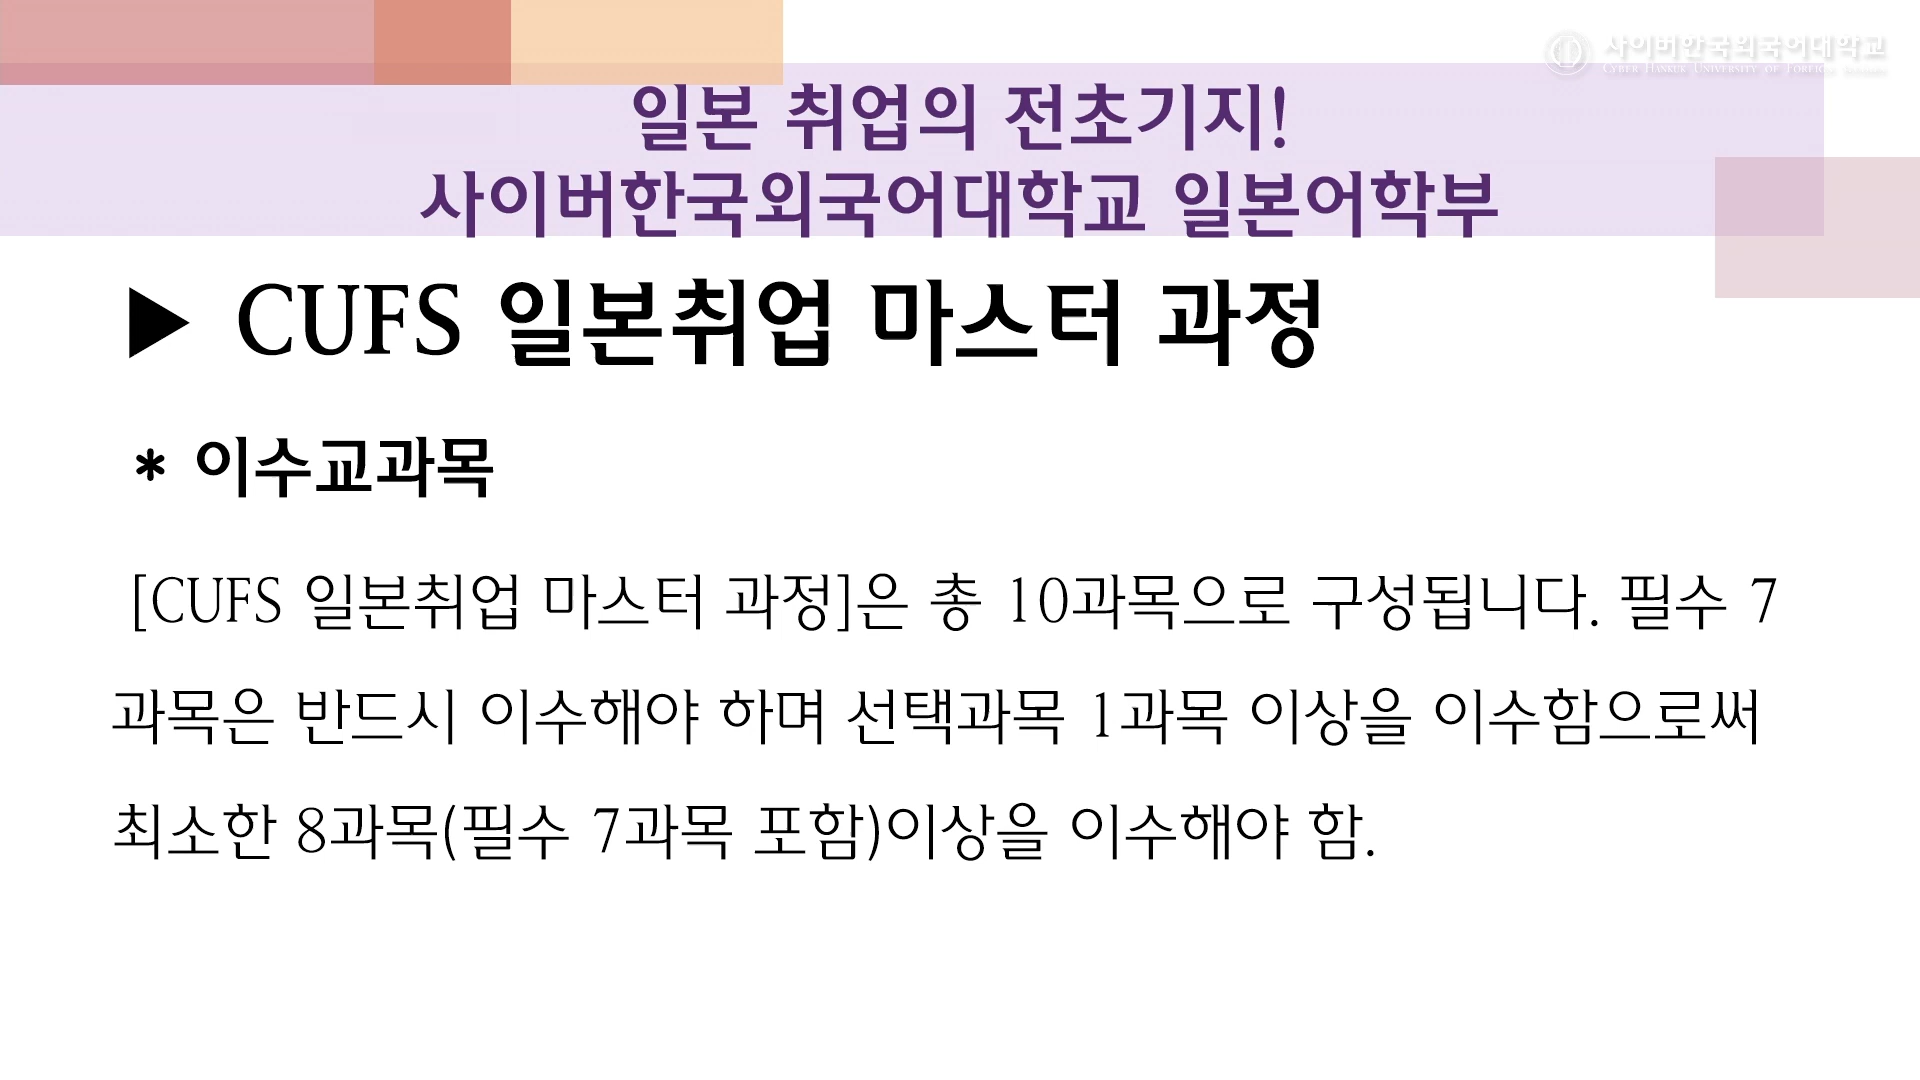 사이버한국외국어대학교
CYBER HANKUK UNIVERSITY OF FOREIGN STUDIES
일본 취업의 전초기지!
사이버한국외국어대학교 일본어학부
▶ CUFS 일본취업 마스터 과정
* 이수교과목
[CUFS 일본취업 마스터 과정]은 총 10과목으로 구성됩니다. 필수 7
과목은 반드시 이수해야 하며 선택과목 1과목 이상을 이수함으로써
최소한 8과목(필수 7과목 포함)이상을 이수해야 함.